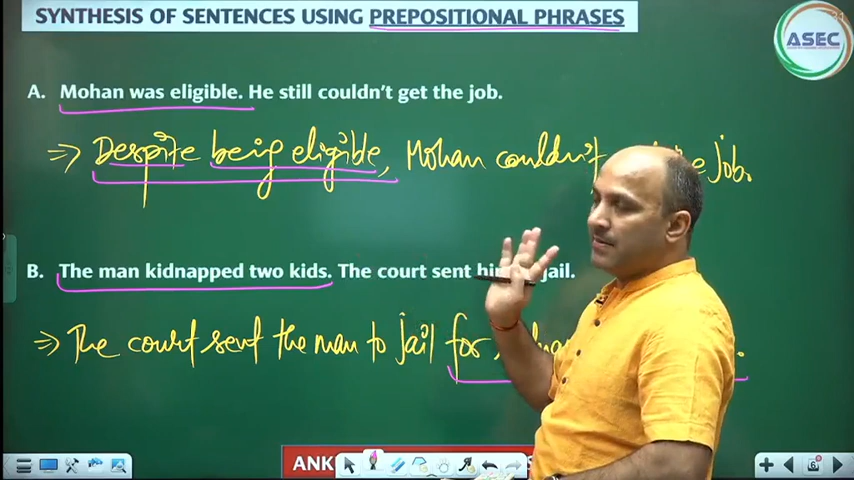 SYNTHESIS OF SENTENCES USING PREPOSITIONAL PHRASES
ASEC
A. Mohan was eligible. He still couldn't get the job.
⇒ Despite being eligible, Mohan couldn't job.
B. The man kidnapped two kids. The court sent jail.
⇒ The court sent the man to jail for
ANK